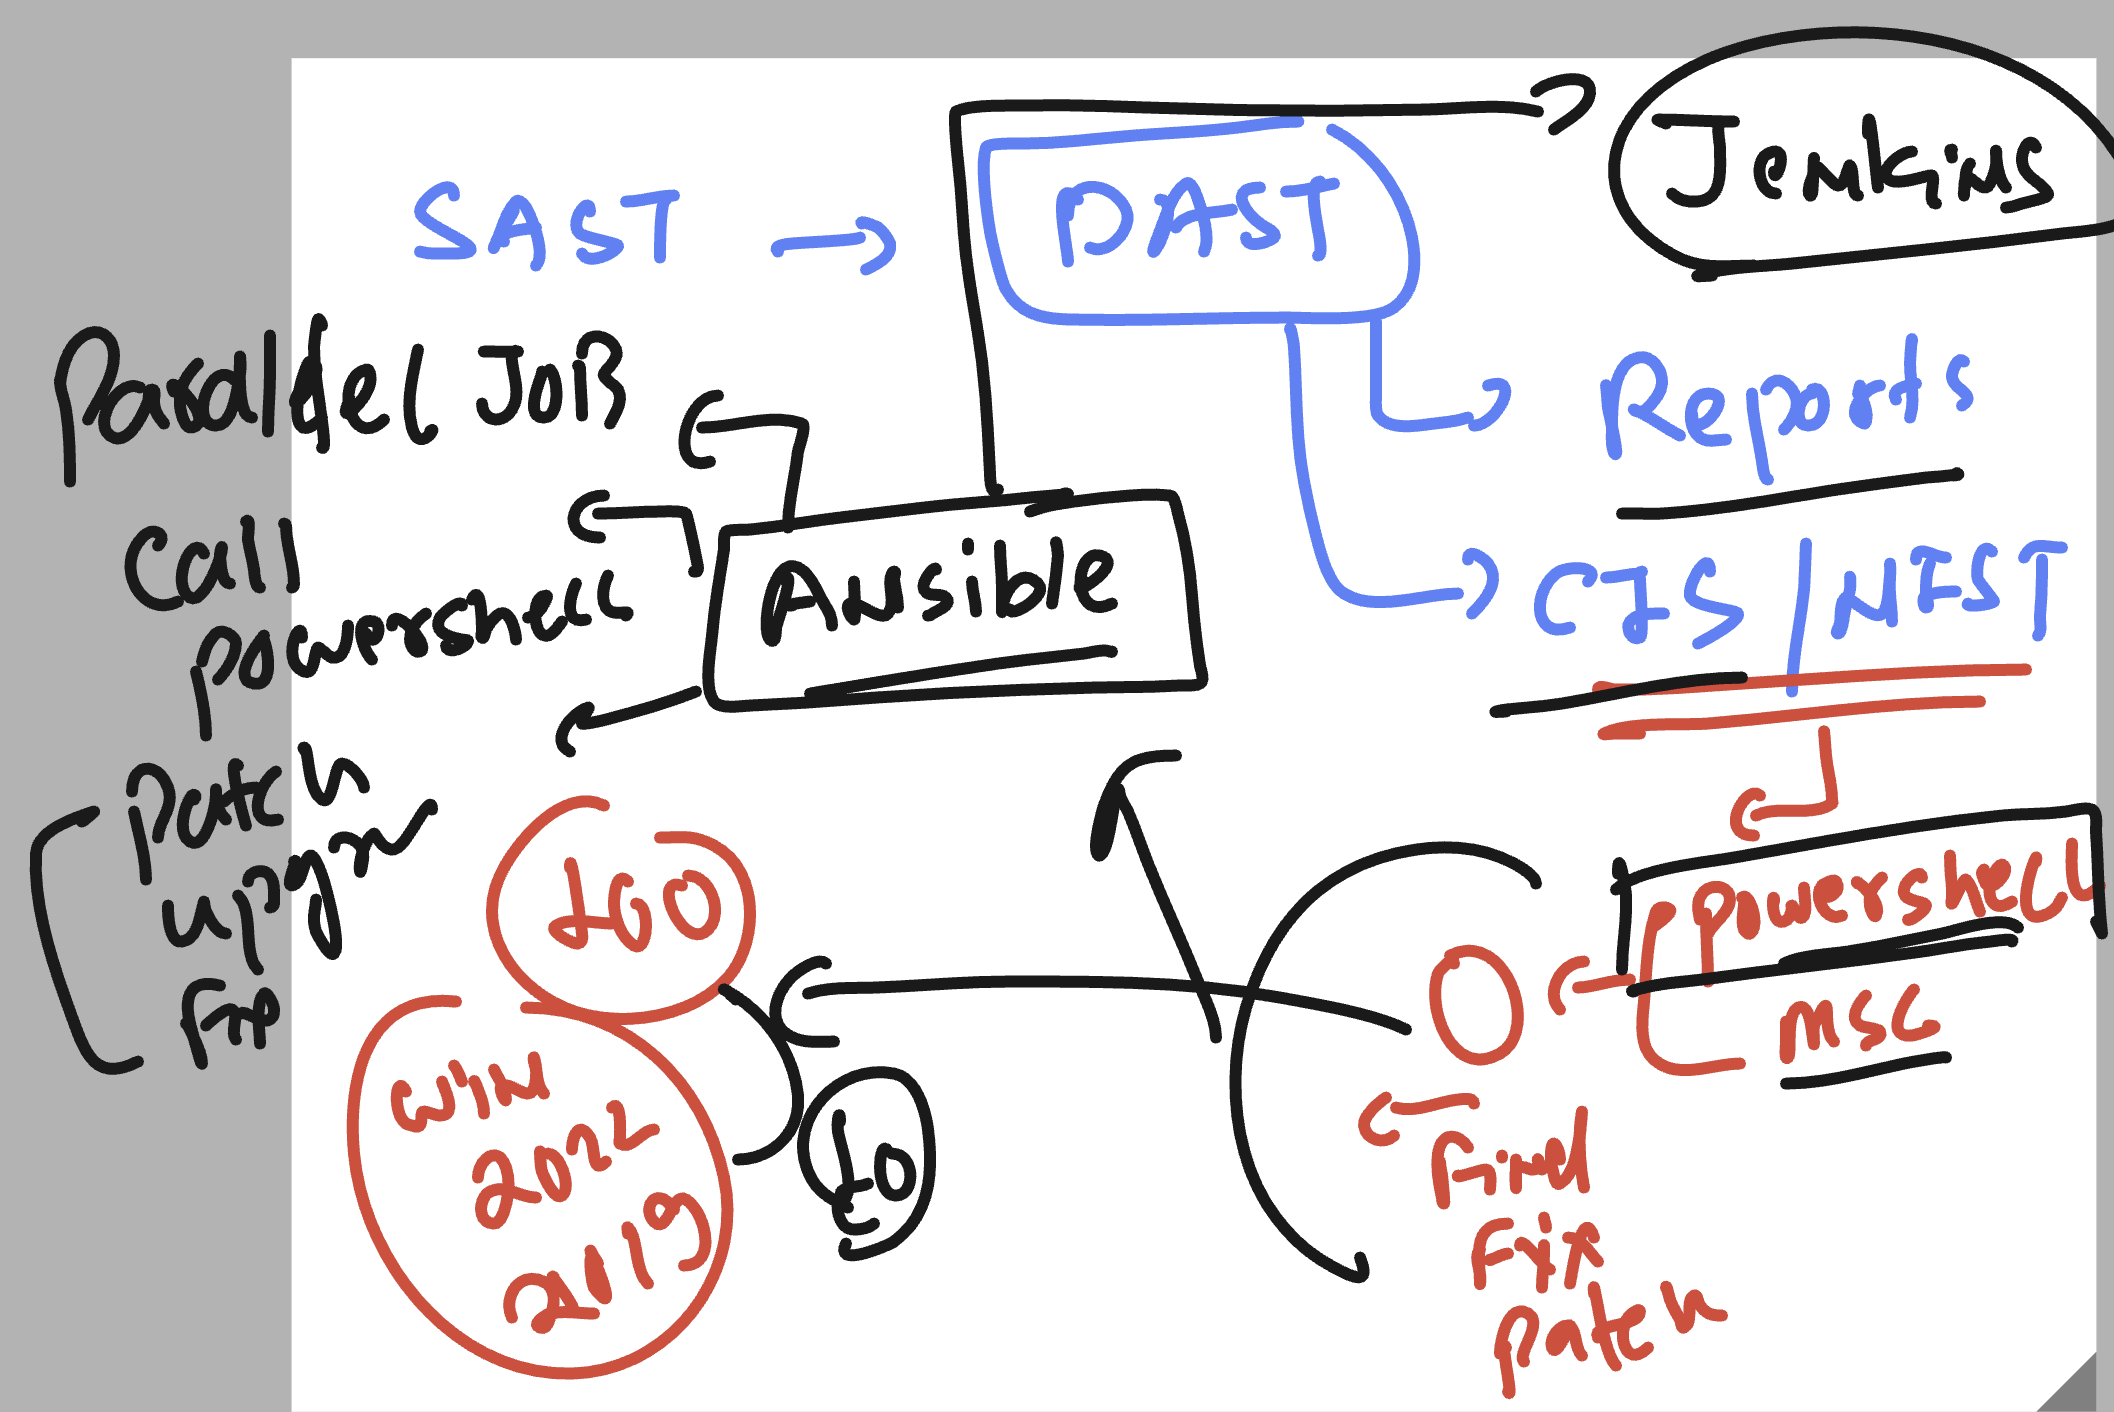 Jenkins
SAST → DAST
Parallel JOB
Reports
Call
powershell
Ansible
CIS/NIST
Patch
upgr
Fix
100
powershell
MSC
WIN
2022
2019
10
Final
Fix
patch